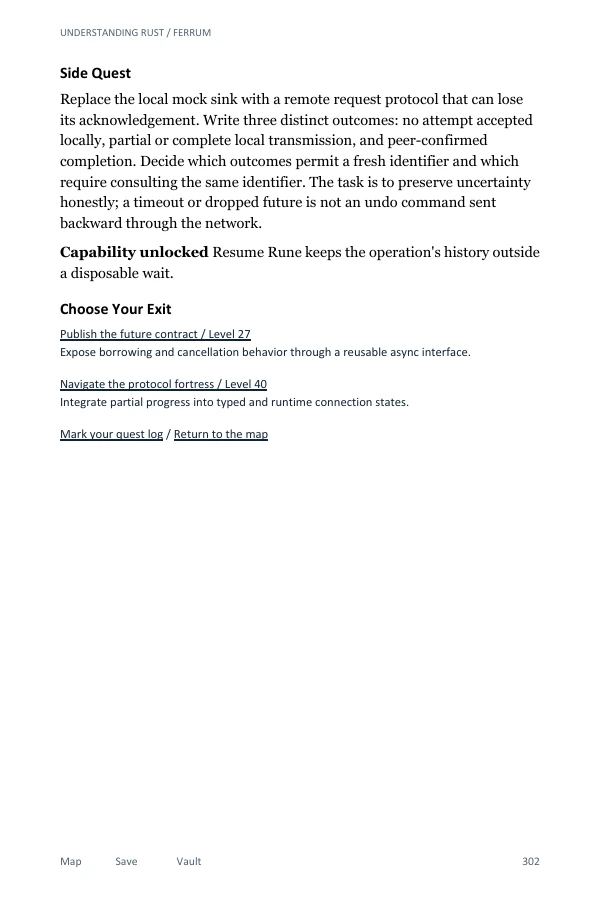 UNDERSTANDING RUST / FERRUM
Side Quest
Replace the local mock sink with a remote request protocol that can lose
its acknowledgement. Write three distinct outcomes: no attempt accepted
locally, partial or complete local transmission, and peer-confirmed
completion. Decide which outcomes permit a fresh identifier and which
require consulting the same identifier. The task is to preserve uncertainty
honestly; a timeout or dropped future is not an undo command sent
backward through the network.
Capability unlocked Resume Rune keeps the operation's history outside
a disposable wait.
Choose Your Exit
Publish the future contract / Level 27
Expose borrowing and cancellation behavior through a reusable async interface.
Navigate the protocol fortress / Level 40
Integrate partial progress into typed and runtime connection states.
Mark your quest log / Return to the map
Map Save Vault 302